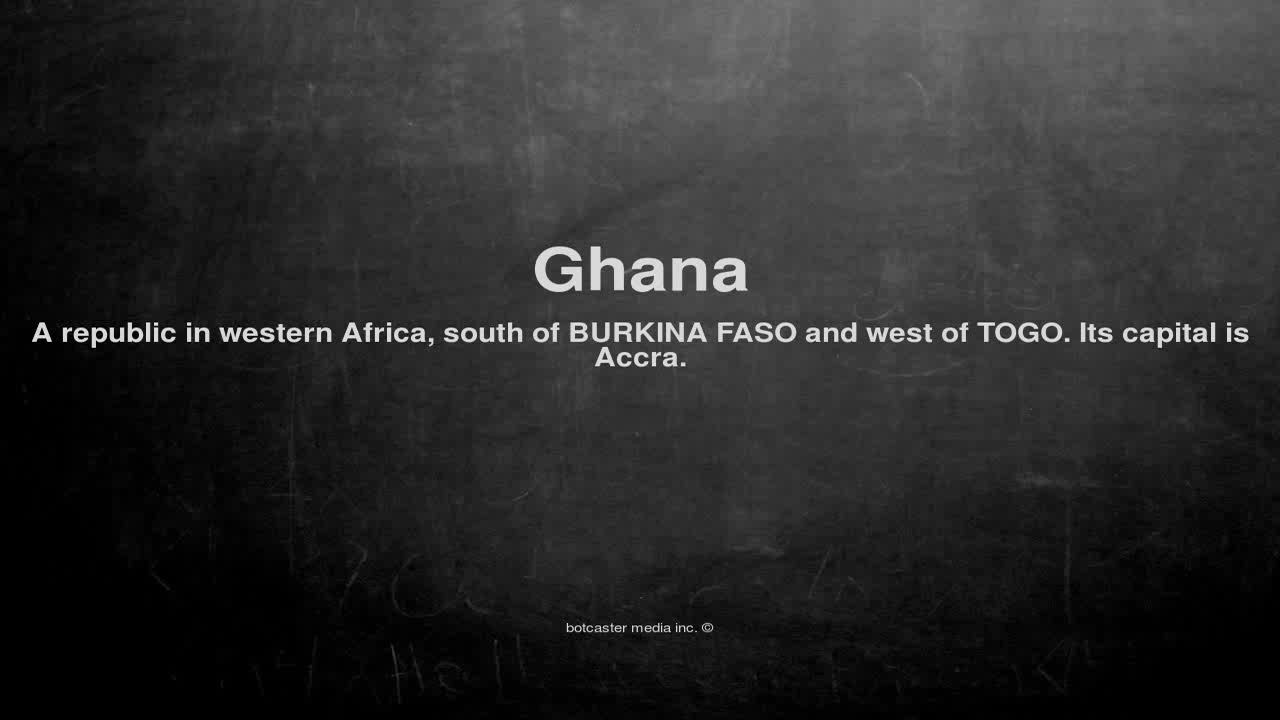 Ghana
A republic in western Africa, south of BURKINA FASO and west of TOGO. Its capital is
Accra.
botcaster media inc. ©